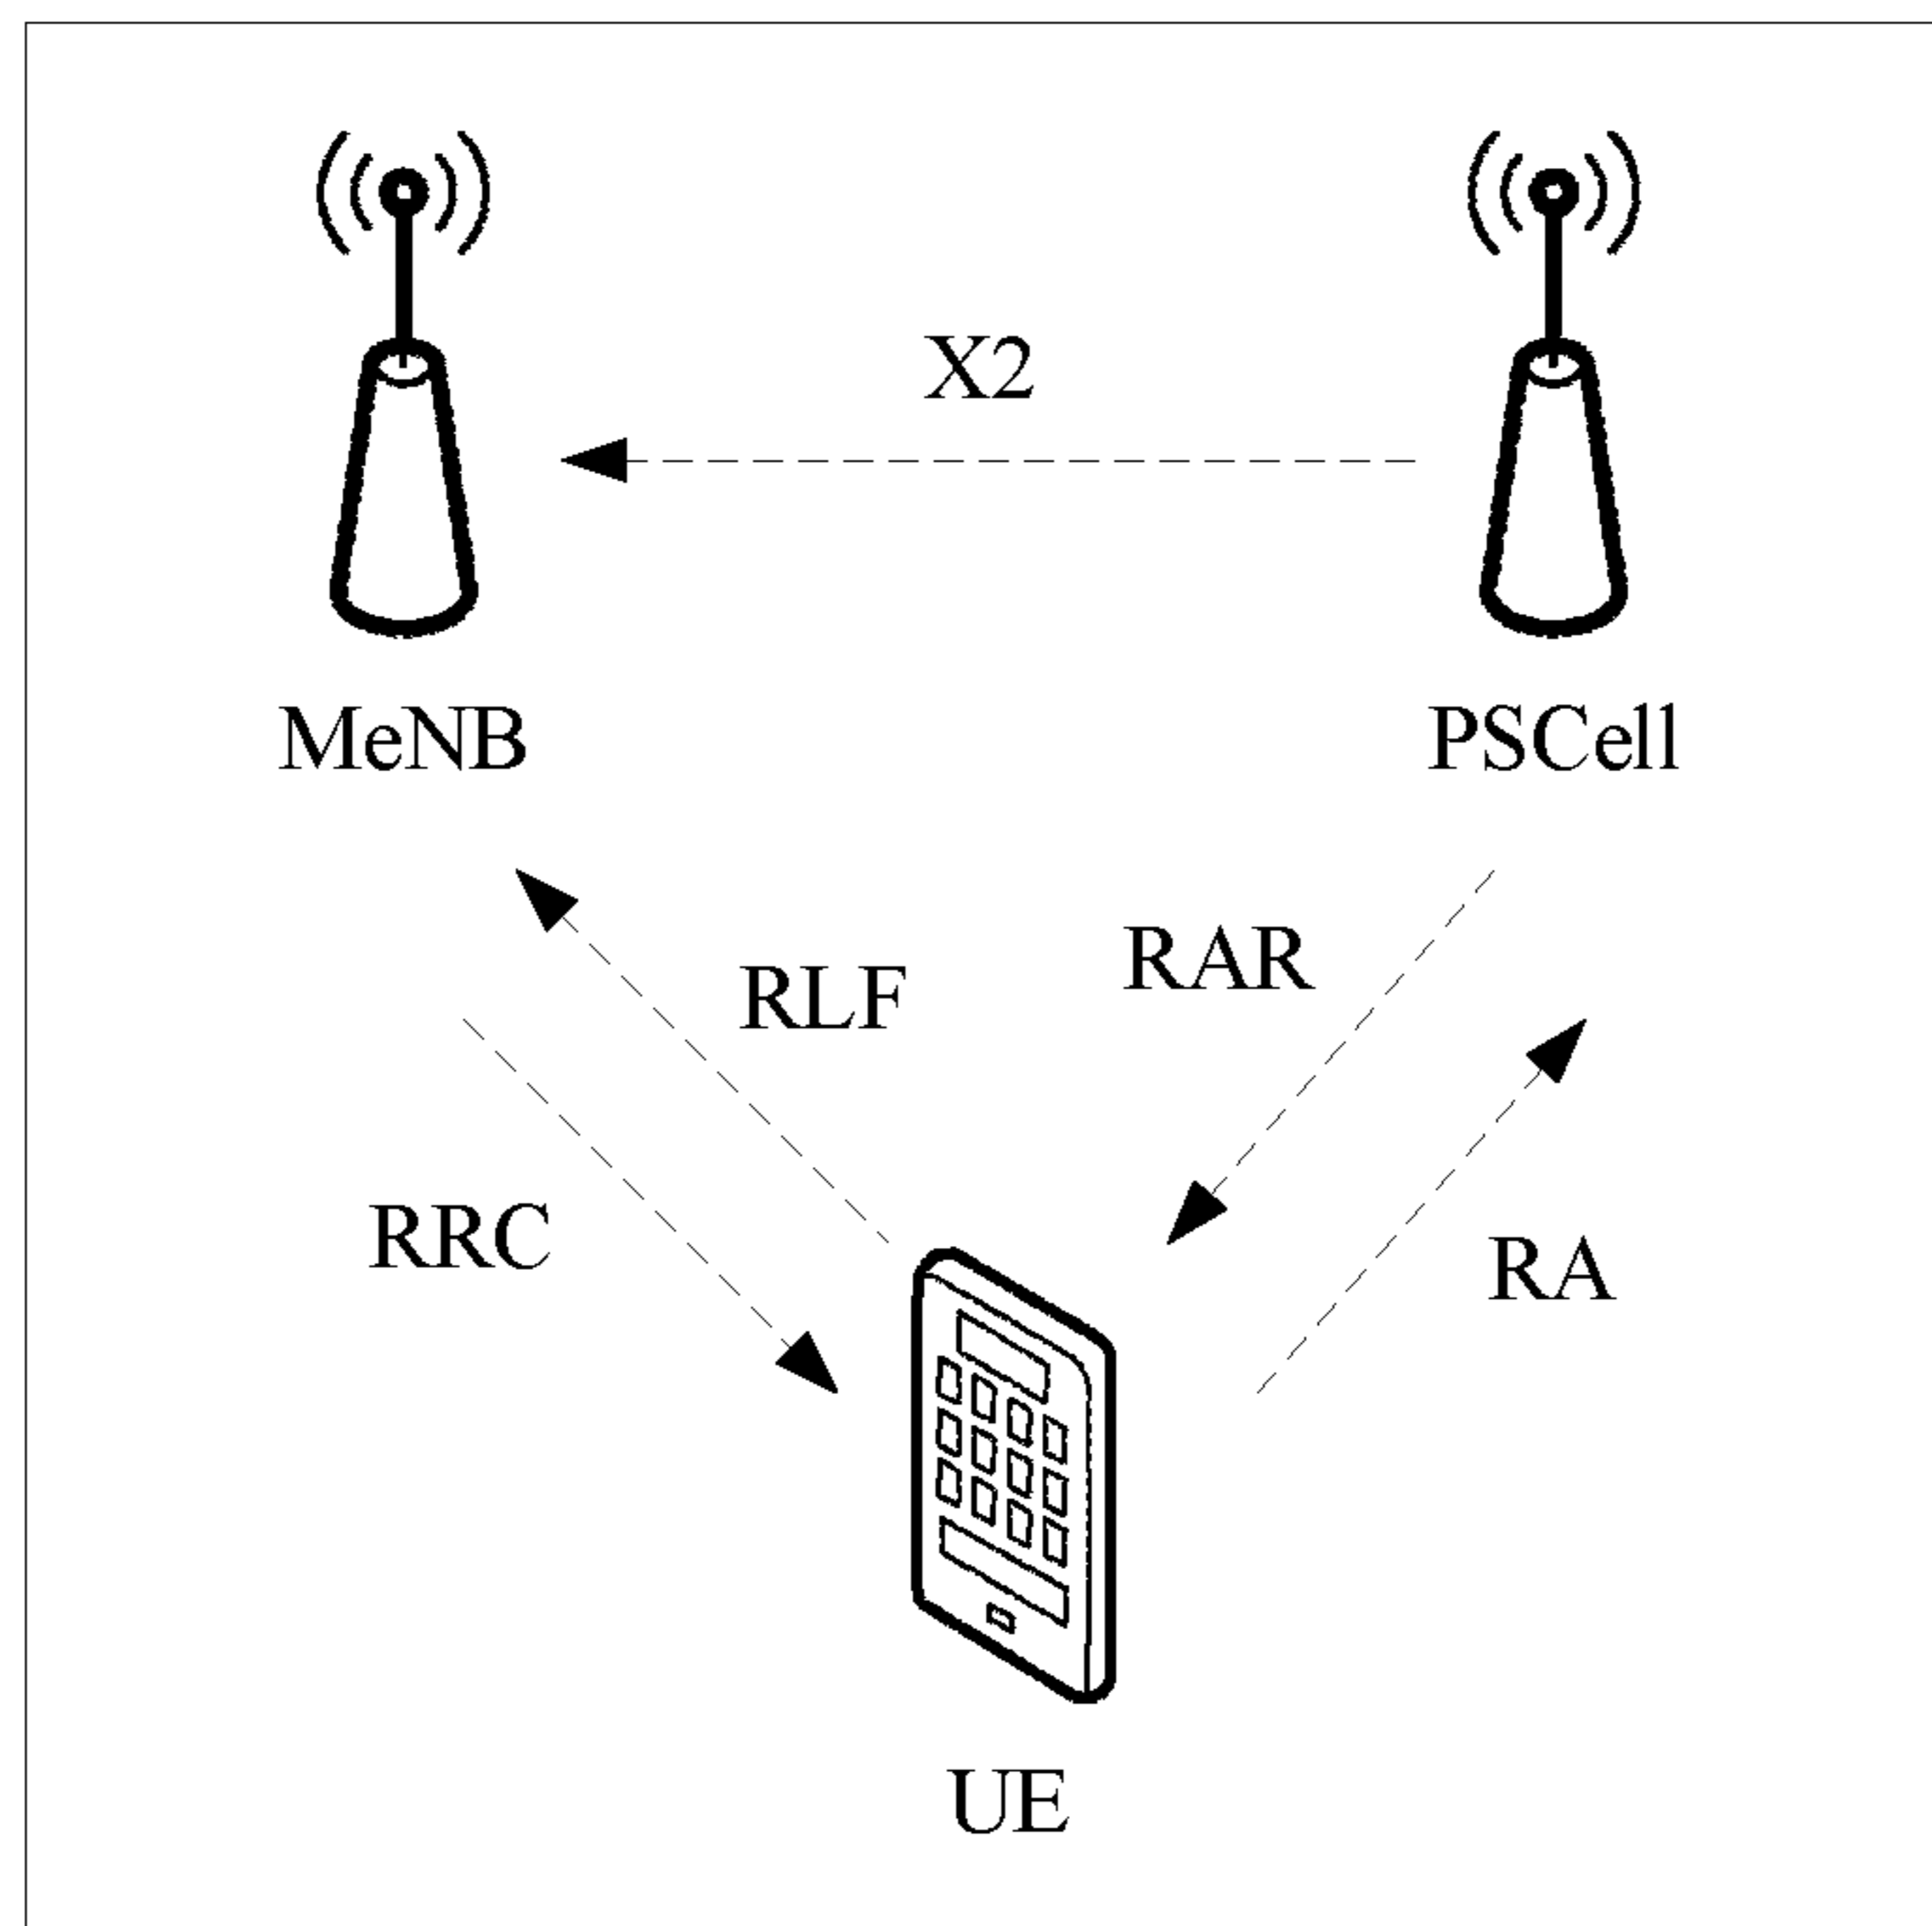 X2
MeNB
PSCell
RAR
RLF
RRC
RA
UE